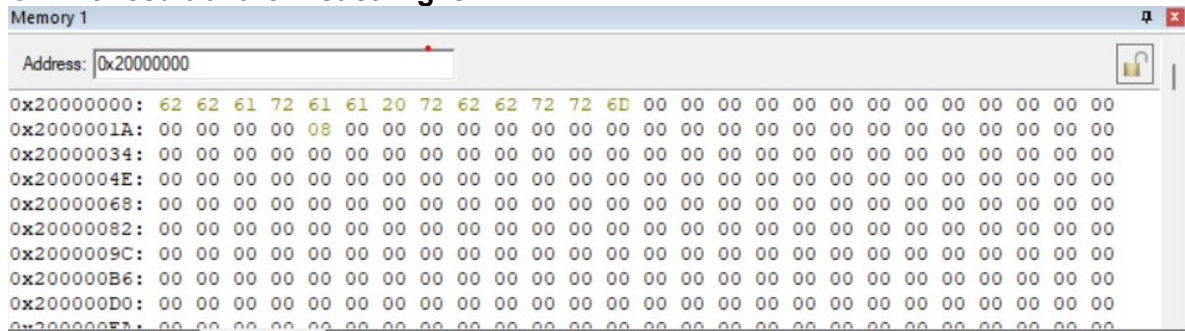 Memory 1
Address: 0x20000000
0x20000000: 62 62 61 72 61 61 20 72 62 62 72 72 6D 00 00 00 00 00 00 00 00 00 00 00 00 00
0x2000001A: 00 00 00 00 08 00 00 00 00 00 00 00 00 00 00 00 00 00 00 00 00 00 00 00 00 00
0x20000034: 00 00 00 00 00 00 00 00 00 00 00 00 00 00 00 00 00 00 00 00 00 00 00 00 00 00
0x2000004E: 00 00 00 00 00 00 00 00 00 00 00 00 00 00 00 00 00 00 00 00 00 00 00 00 00 00
0x20000068: 00 00 00 00 00 00 00 00 00 00 00 00 00 00 00 00 00 00 00 00 00 00 00 00 00 00
0x20000082: 00 00 00 00 00 00 00 00 00 00 00 00 00 00 00 00 00 00 00 00 00 00 00 00 00 00
0x2000009C: 00 00 00 00 00 00 00 00 00 00 00 00 00 00 00 00 00 00 00 00 00 00 00 00 00 00
0x200000B6: 00 00 00 00 00 00 00 00 00 00 00 00 00 00 00 00 00 00 00 00 00 00 00 00 00 00
0x200000D0: 00 00 00 00 00 00 00 00 00 00 00 00 00 00 00 00 00 00 00 00 00 00 00 00 00 00